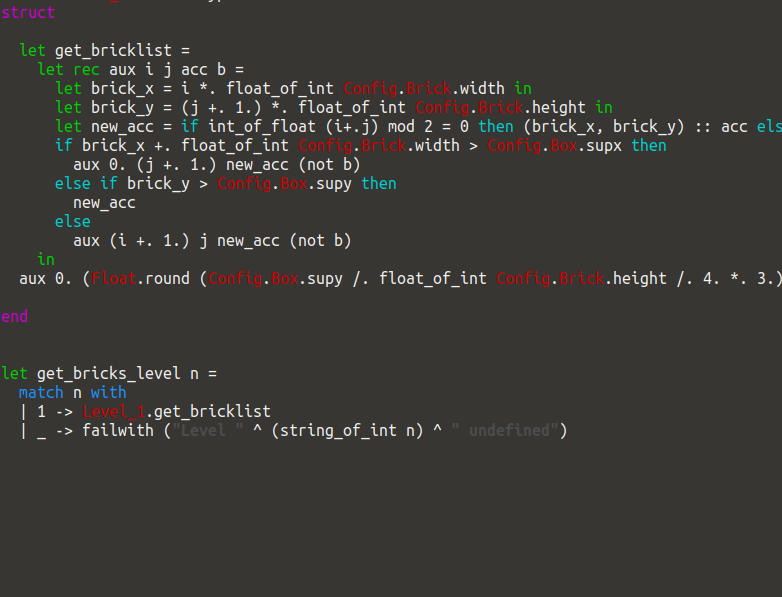 struct
let get_bricklist =
let rec aux i j acc b =
let brick_x = i *. float_of_int Config.Brick.width in
let brick_y = (j +. 1.) *. float_of_int Config.Brick.height in
let new_acc = if int_of_float (i+.j) mod 2 = 0 then (brick_x, brick_y) :: acc els
if brick_x +. float_of_int Config.Brick.width > Config.Box.supx then
aux 0. (j +. 1.) new_acc (not b)
else if brick_y > Config.Box.supy then
new_acc
else
aux (i +. 1.) j new_acc (not b)
in
aux 0. (Float.round (Config.Box.supy /. float_of_int Config.Brick.height /. 4. *. 3.)
end
let get_bricks_level n =
match n with
| 1 -> Level_1.get_bricklist
| _ -> failwith ("Level " ^ (string_of_int n) ^ " undefined")